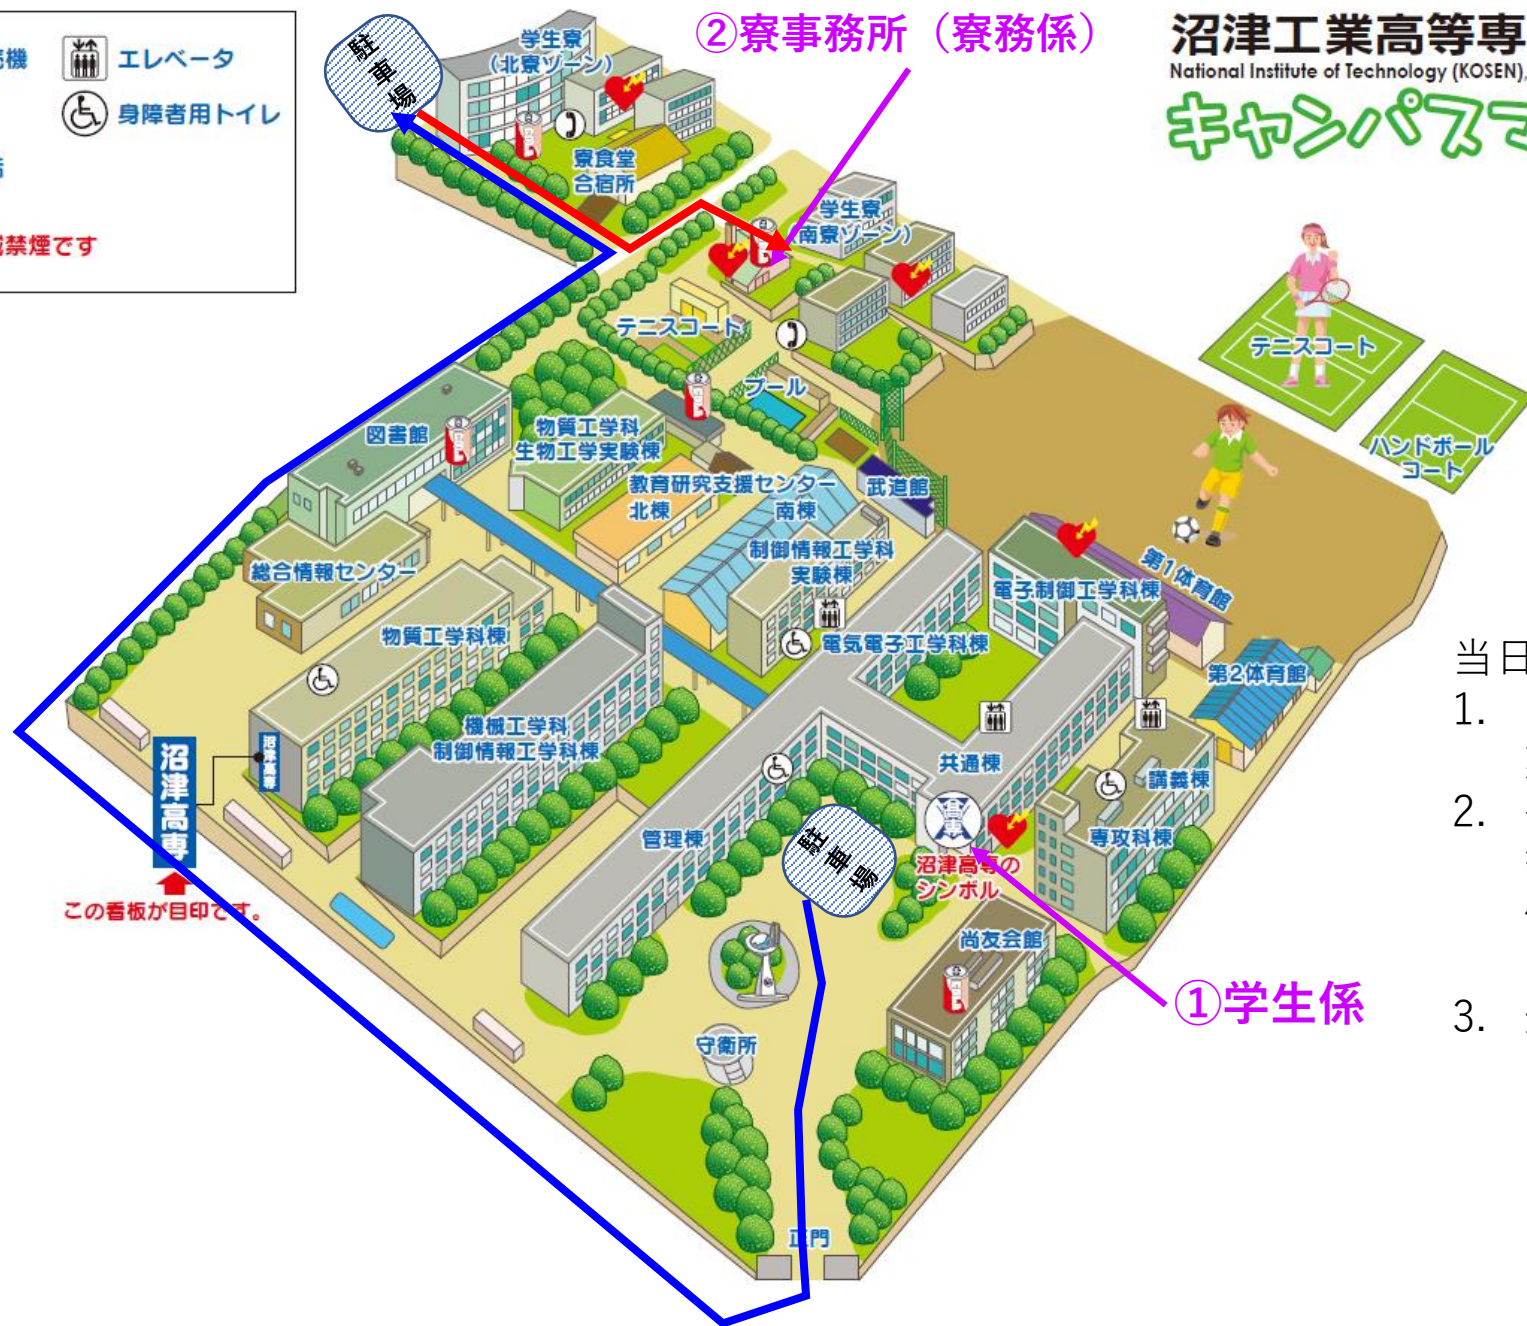 機
エレベータ
身障者用トイレ
禁煙です
②寮事務所（寮務係）
沼津工業高等専
National Institute of Technology (KOSEN),
キャンパスマ
駐車場
学生寮
（北寮ゾーン）
寮食堂
合宿所
学生寮
（南寮ゾーン）
テニスコート
プール
テニスコート
ハンドボール
コート
図書館
物質工学科
生物工学実験棟
教育研究支援センター
北棟
南棟
武道館
制御情報工学科
実験棟
第1体育館
電子制御工学科棟
総合情報センター
物質工学科棟
電気電子工学科棟
第2体育館
機械工学科
制御情報工学科棟
共通棟
講義棟
専攻科棟
管理棟
駐車場
高専
沼津高専の
シンボル
沼津高専
沼津高専
この看板が目印です。
尚友会館
①学生係
守衛所
正門
当日
1.
2.
3.